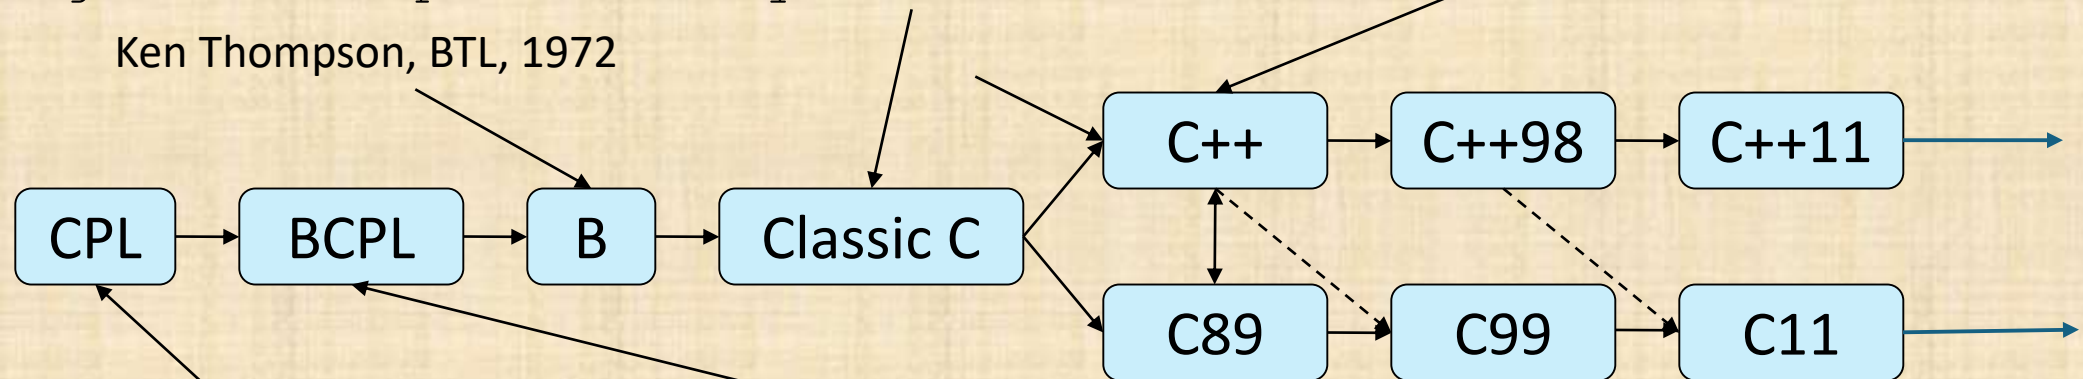 Ken Thompson, BTL, 1972
C++ C++98 C++11
CPL BCPL B Classic C
C89 C99 C11